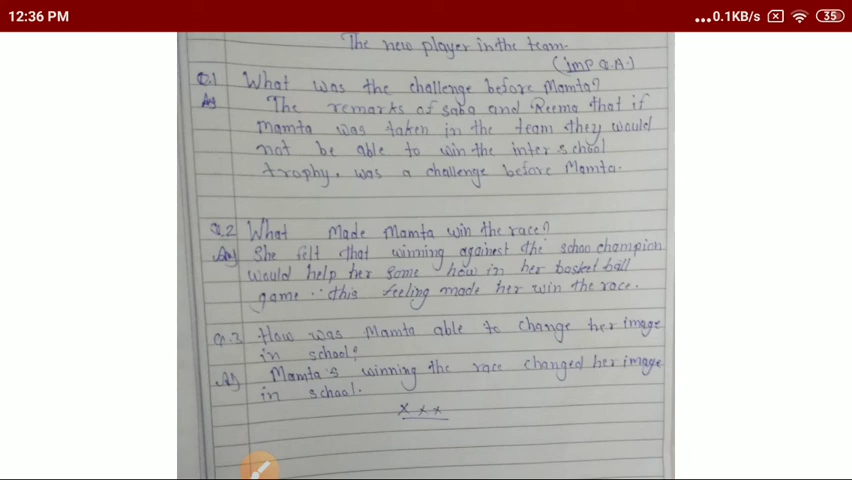 12:36 PM
...0.1KB/s 35
The new player in the team.
(imp Q.A.)
Q.1 What was the challenge before Mamta?
Ans The remarks of Saba and Reema that if
Mamta was taken in the team they would
not be able to win the inter school
trophy, was a challenge before Mamta.
Q.2 What Made Mamta win the race?
Ans She felt that winning against the schoo champion
would help her some how in her basket ball
game this feeling made her win the race.
Q.3 How was Mamta able to change her image
in school?
Ans Mamta's winning the race changed her image
in school.
x x x